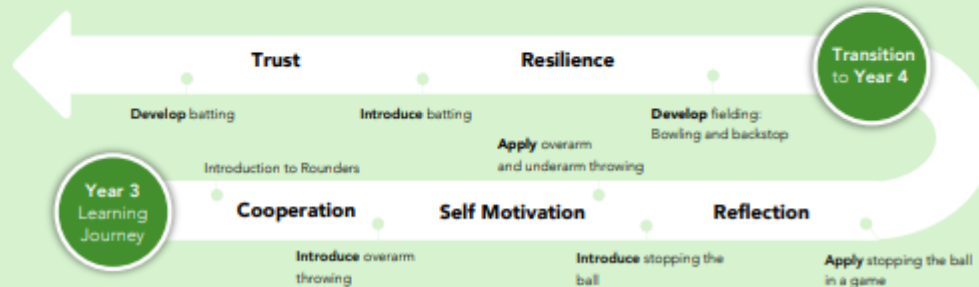 Trust
Resilience
Transition
to Year 4
Develop batting
Introduce batting
Develop fielding:
Bowling and backstop
Apply overarm
and underarm throwing
Introduction to Rounders
Year 3
Learning
Journey
Cooperation
Self Motivation
Reflection
Introduce overarm
throwing
Introduce stopping the
ball
Apply stopping the ball
in a game